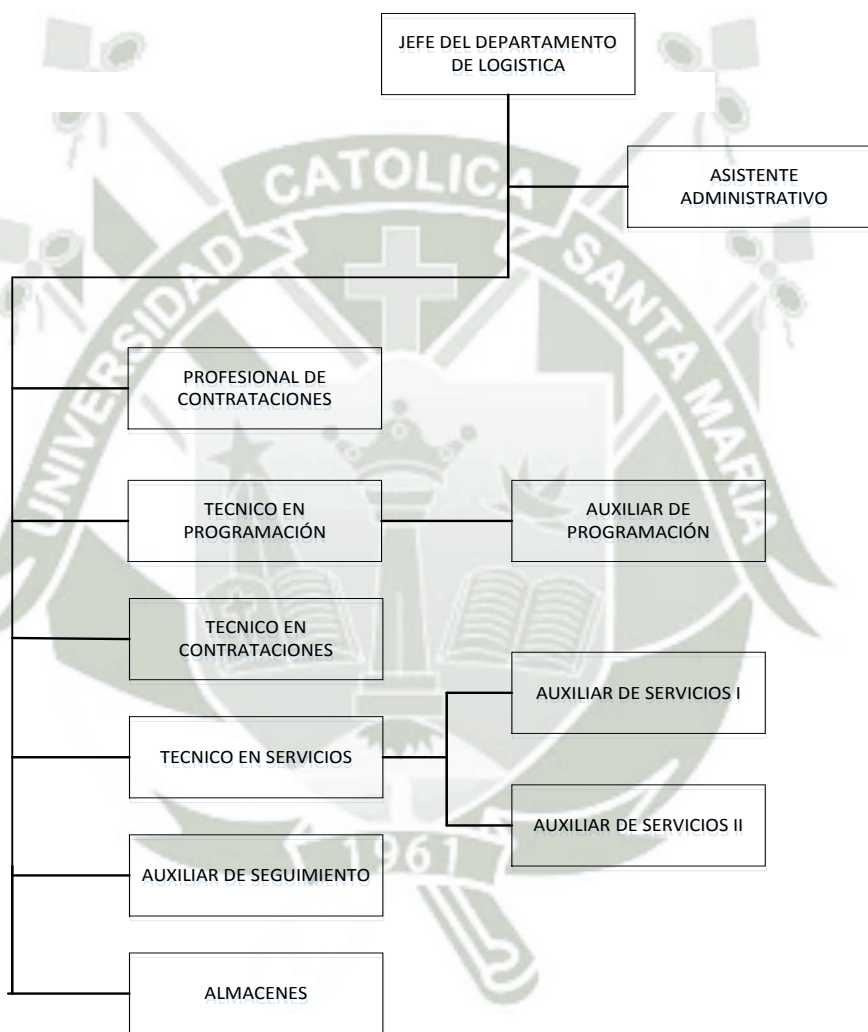 JEFE DEL DEPARTAMENTO
DE LOGISTICA
ASISTENTE
ADMINISTRATIVO
UNIVERSIDAD CATOLICA SANTA MARIA
PROFESIONAL DE
CONTRATACIONES
TECNICO EN
PROGRAMACIÓN
AUXILIAR DE
PROGRAMACIÓN
TECNICO EN
CONTRATACIONES
AUXILIAR DE SERVICIOS I
TECNICO EN SERVICIOS
AUXILIAR DE SERVICIOS II
1961
AUXILIAR DE SEGUIMIENTO
ALMACENES